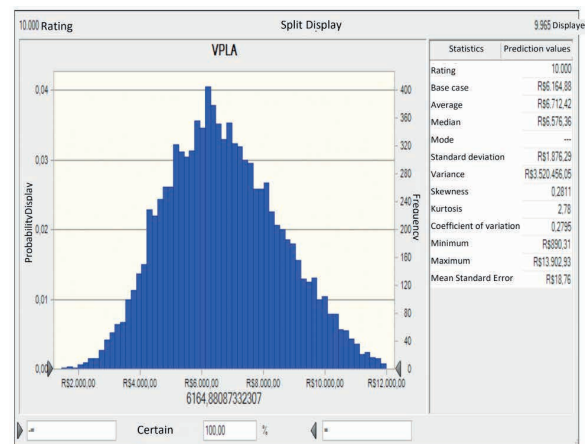 10.000 Rating
Split Display
9.965 Displaye
VPLA
Probability Display
0,04
0,03
0,02
0,01
0,00
400
360
320
280
240
200
160
120
80
40
0
Frequency
R$2.000,00
R$4.000,00
R$6.000,00
R$8.000,00
R$10.000,00
R$12.000,00
6164,88087332307
Statistics Prediction values
Rating 10.000
Base case R$6.164,88
Average R$6.712,42
Median R$6.576,36
Mode ---
Standard deviation R$1.876,29
Variance R$3.520.456,05
Skewness 0,2811
Kurtosis 2,78
Coefficient of variation 0,2795
Minimum R$890,31
Maximum R$13.902,93
Mean Standard Error R$18,76
Certain 100,00 %